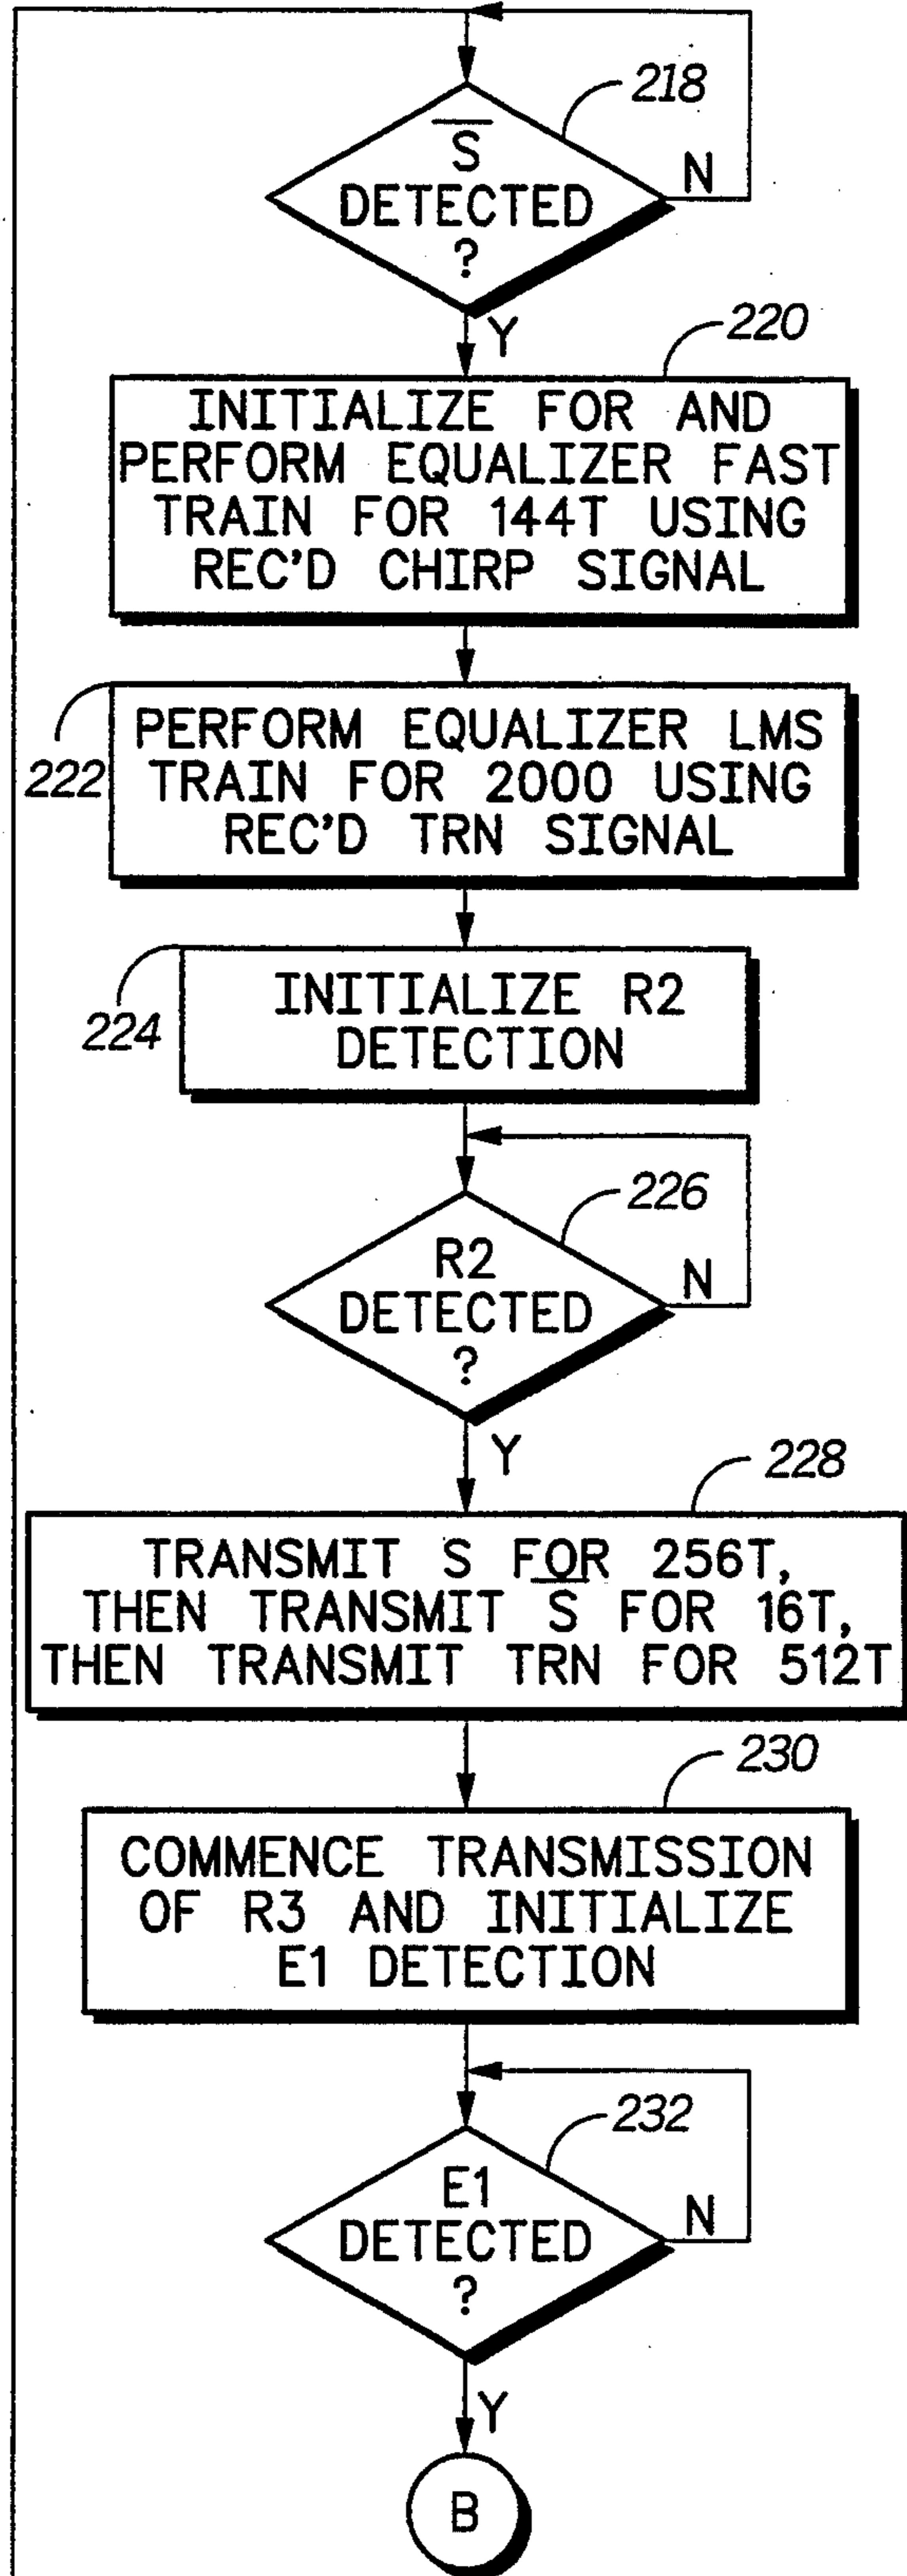 218
S̅
DETECTED
?
N
Y
220
INITIALIZE FOR AND
PERFORM EQUALIZER FAST
TRAIN FOR 144T USING
REC'D CHIRP SIGNAL
222
PERFORM EQUALIZER LMS
TRAIN FOR 2000 USING
REC'D TRN SIGNAL
224
INITIALIZE R2
DETECTION
226
R2
DETECTED
?
N
Y
228
TRANSMIT S FOR 256T,
THEN TRANSMIT S̅ FOR 16T,
THEN TRANSMIT TRN FOR 512T
230
COMMENCE TRANSMISSION
OF R3 AND INITIALIZE
E1 DETECTION
232
E1
DETECTED
?
N
Y
B